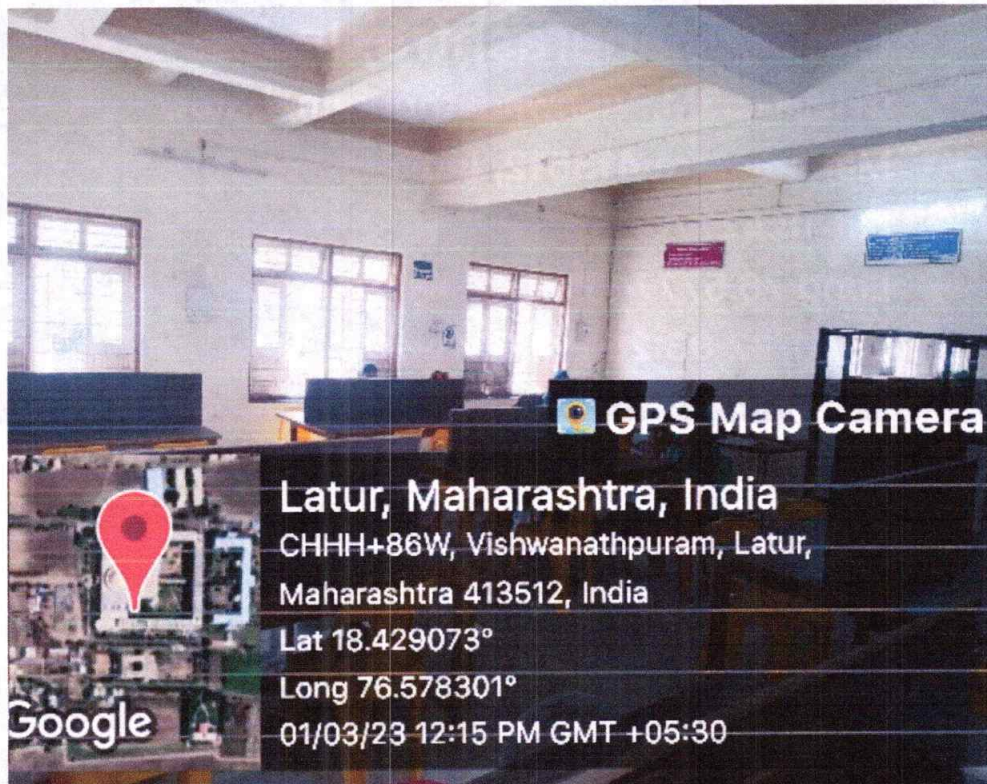 GPS Map Camera
Latur, Maharashtra, India
CHHH+86W, Vishwanathpuram, Latur,
Maharashtra 413512, India
Lat 18.429073°
Long 76.578301°
01/03/23 12:15 PM GMT +05:30
Google